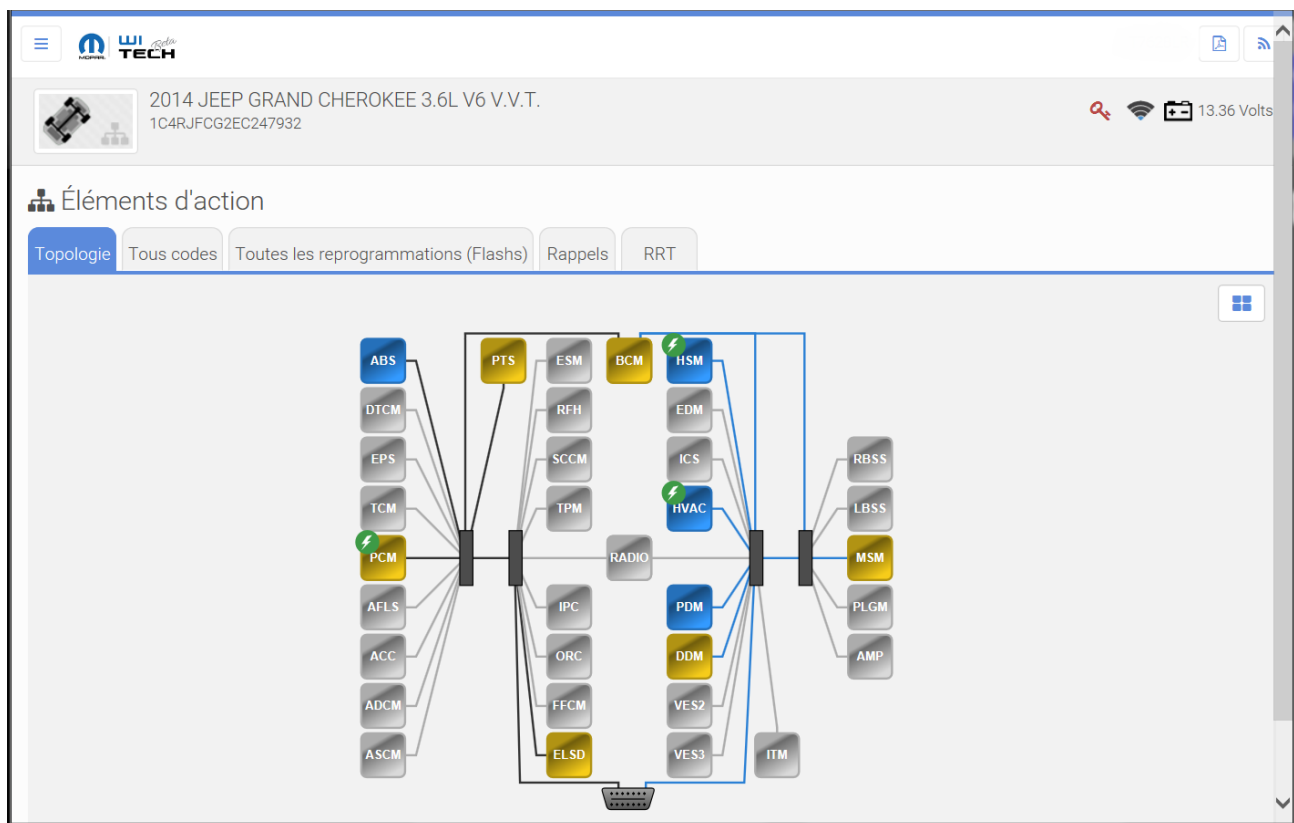 MOPAR. WI Beta
TECH
2014 JEEP GRAND CHEROKEE 3.6L V6 V.V.T.
1C4RJFCG2EC247932
13.36 Volts
Éléments d'action
Topologie Tous codes Toutes les reprogrammations (Flashs) Rappels RRT
ABS PTS ESM BCM HSM
DTCM RFH EDM
EPS SCCM ICS RBSS
TCM TPM HVAC LBSS
PCM RADIO MSM
AFLS IPC PDM PLGM
ACC ORC DDM AMP
ADCM FFCM VES2
ASCM ELSD VES3 ITM